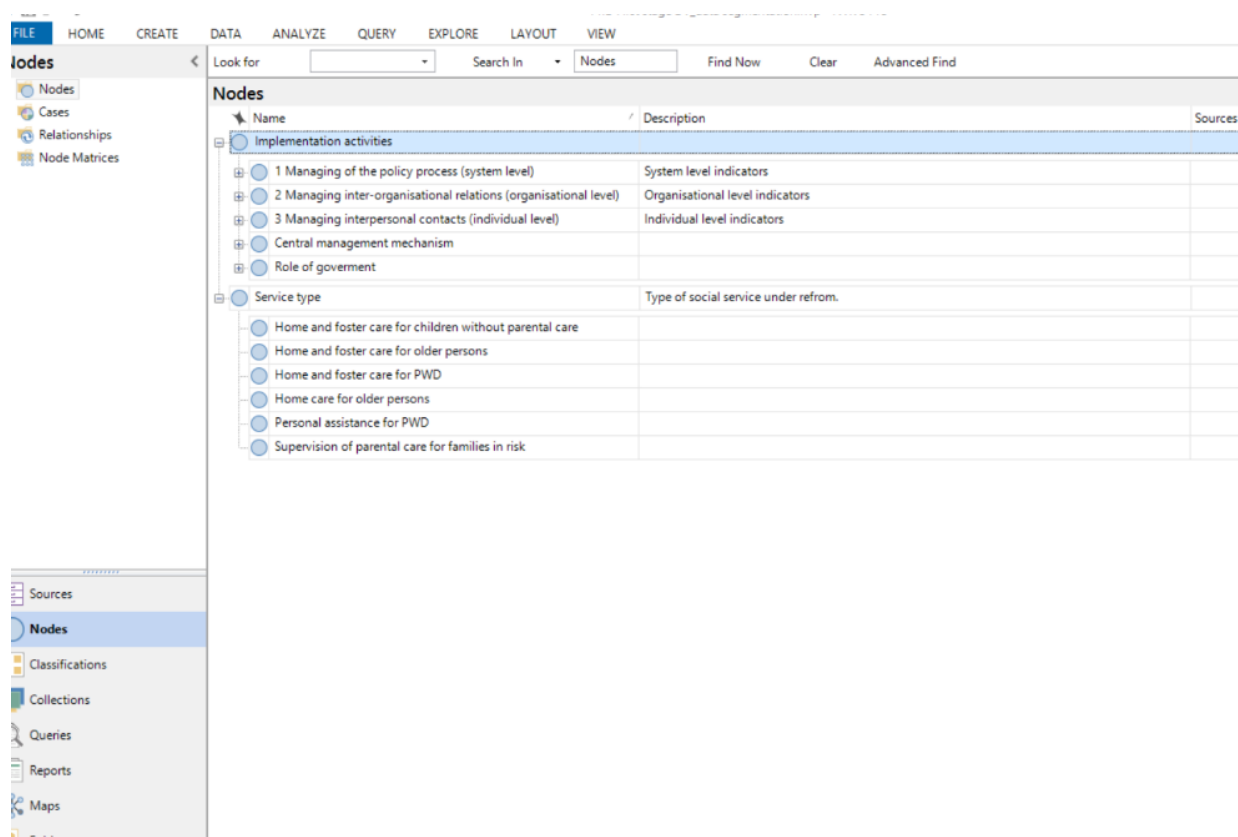 FILE HOME CREATE DATA ANALYZE QUERY EXPLORE LAYOUT VIEW
Nodes
Look for Search In Nodes Find Now Clear Advanced Find
Nodes
Cases
Relationships
Node Matrices
Nodes
Name Description Sources
Implementation activities
1 Managing of the policy process (system level) System level indicators
2 Managing inter-organisational relations (organisational level) Organisational level indicators
3 Managing interpersonal contacts (individual level) Individual level indicators
Central management mechanism
Role of goverment
Service type Type of social service under refrom.
Home and foster care for children without parental care
Home and foster care for older persons
Home and foster care for PWD
Home care for older persons
Personal assistance for PWD
Supervision of parental care for families in risk
Sources
Nodes
Classifications
Collections
Queries
Reports
Maps